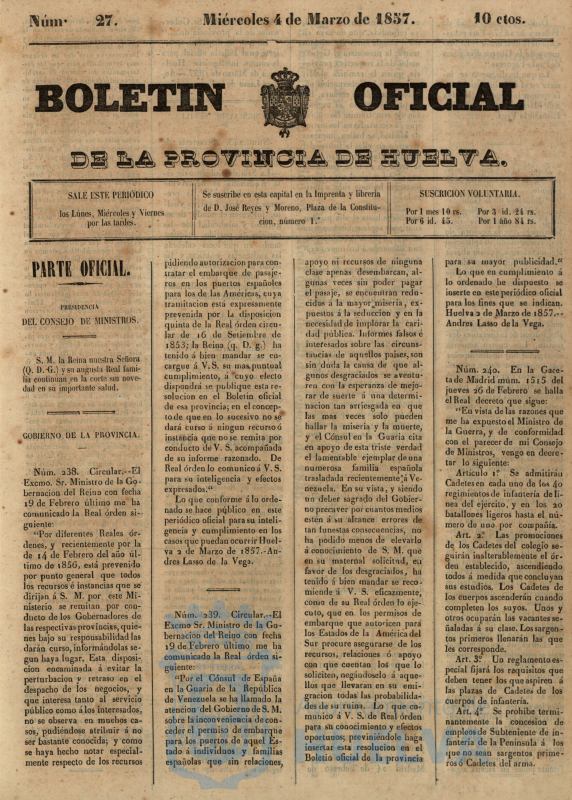 Núm. 27.
Miércoles 4 de Marzo de 1857.
10 ctos.
BOLETIN OFICIAL
DE LA PROVINCIA DE HUELVA.
SALE ESTE PERIÓDICO
los Lúnes, Miércoles y Viernes
por las tardes.
Se suscribe en esta capital en la Imprenta y libreria
de D. José Reyes y Moreno, Plaza de la Constitu-
cion, número 1.º
SUSCRICION VOLUNTARIA.
Por 1 mes 10 rs. Por 3 id. 24 rs.
Por 6 id. 45. Por 1 año 84 rs.
PARTE OFICIAL.
PRESIDENCIA
DEL CONSEJO DE MINISTROS.
S. M. la Reina nuestra Señora
(Q. D. G.) y su augusta Real fami-
lia continuan en la corte sin nove-
dad en su importante salud.
GOBIERNO DE LA PROVINCIA.
Núm. 238. Circular.--El
Excmo. Sr. Ministro de la Go-
bernacion del Reino con fecha
19 de Febrero último me ha
comunicado la Real órden si-
guiente:
"Por diferentes Reales ór-
denes, y recientemente por la
de 14 de Febrero del año úl-
timo de 1856, está prevenido
por punto general que todos
los recursos é instancias que se
dirijan á S. M. por este Mi-
nisterio se remitan por con-
ducto de los Gobernadores de
las respectivas provincias, quie-
nes bajo su responsabilidad las
darán curso, informándolas se-
gun haya lugar. Esta disposi-
cion encaminada á evitar la
perturbacion y retraso en el
despacho de los negocios, y
que interesa tanto al servicio
público como á los interesados,
no se observa en muchos ca-
sos, pudiéndose atribuir á no
ser bastante conocida; y como
se haya hecho notar especial-
mente respecto de los recursos
pidiendo autorizacion para con-
tratar el embarque de pasaje-
ros en los puertos españoles
para los de las Américas, cuya
tramitacion esta espresamente
prevenida por la disposicion
quinta de la Real órden circu-
lar de 16 de Setiembre de
1853; la Reina (q. D. g.) ha
tenido á bien mandar se en-
cargue á V. S. su mas puntual
cumplimiento, á cuyo efecto
dispondrá se publique esta re-
solucion en el Boletin oficial
de esa provincia; en el concep-
to de que en lo sucesivo no se
dará curso á ningun recurso ó
instancia que no se remita por
conducto de V. S. acompañada
de su informe razonado. De
Real órden lo comunico á V. S.
para su inteligencia y efectos
expresados."
Lo que conforme á lo orde-
nado se hace público en este
periódico oficial para su inteli-
gencia y cumplimiento en los
casos que puedan ocurrir Huel-
va 2 de Marzo de 1857.-An-
dres Lasso de la Vega.
Núm. 239. Circular.--El
Excmo Sr. Ministro de la Go-
bernacion del Reino con fecha
19 de Febrero último me ha
comunicado la Real órden si-
guiente:
"Por el Cónsul de España
en la Guaria de la República
de Venezuela se ha llamado la
atencion del Gobierno de S. M.
sobre la inconveniencia de con-
ceder el permiso de embarque
para los puertos de aquel Es-
tado á individuos y familias
españolas que sin relaciones,
apoyo ni recursos de ninguna
clase apenas desembarcan, al-
gunas veces sin poder pagar
el pasaje, se encuentran redu-
cidos á la mayor miseria, ex-
puestos á la seduccion y en la
necesidad de implorar la cari-
dad pública. Informes falsos é
interesados sobre las circuns-
tancias de aquellos paises, son
sin duda la causa de que al-
gunos desgraciados se aventu-
ren con la esperanza de mejo-
rar de suerte á una determi-
nacion tan arriesgada en que
las mas veces solo pueden
hallar la miseria y la muerte,
y el Cónsul en la Guaria cita
en apoyo de esta triste verdad
el lamentable ejemplar de una
numerosa familia española
trasladada recientemente á Ve-
nezuela. En su vista, y siendo
un deber sagrado del Gobier-
no precaver por cuantos medios
esten á su alcance errores de
tan funestas consecuencias, no
ha podido menos de elevarlo
á conocimiento de S. M. que
en su maternal solicitud, en
favor de los desgraciados, ha
tenido á bien mandar se reco-
miende á V. S. eficazmente,
como de su Real órden lo eje-
cuto, que en los permisos de
embarque que autoricen para
los Estados de la América del
Sur procure asegurarse de los
recursos, relaciones ó apoyo
con que cuentan los que lo
soliciten, negándoselo á aque-
llos que llevarian en su emi-
gracion todas las probabilida-
des de su ruina. Lo que co-
munico á V. S. de Real órden
para su conocimiento y efectos
oportunos; previniéndole haga
insertar esta resolucion en el
Boletin oficial de la provincia
para su mayor publicidad."
Lo que en cumplimiento á
lo ordenado he dispuesto se
inserte en este periódico oficial
para los fines que se indican.
Huelva 2 de Marzo de 1857.--
Andres Lasso de la Vega.
Núm. 240. En la Gace-
ta de Madrid núm. 1515 del
jueves 26 de Febrero se halla
el Real decreto que sigue:
"En vista de las razones que
me ha expuesto el Ministro de
la Guerra, y de conformidad
con el parecer de mi Consejo
de Ministros, vengo en decre-
tar lo siguiente:
Artículo 1.º Se admitirán
Cadetes en cada uno de los 40
regimientos de infantería de lí-
nea del ejército, y en los 20
batallones ligeros hasta el nú-
mero de uno por compañía.
Art. 2.º Las promociones
de los Cadetes del colegio se-
guirán inalterablemente el ór-
den establecido, ascendiendo
todos á medida que concluyan
sus estudios. Los Cadetes de
los cuerpos ascenderán cuando
completen los suyos. Unos y
otros ocuparán las vacantes se-
ñaladas á su clase. Los sargen-
tos primeros llenarán las que
les corresponde.
Art. 3.º Un reglamento es-
pecial fijará los requisitos que
deben tener los que aspiren á
las plazas de Cadetes de los
cuerpos de infantería.
Art. 4.º Se prohibe termi-
nantemente la concesion de
empleos de Subteniente de in-
fantería de la Península á los
que no sean sargentos prime-
ros ó Cadetes del arma.